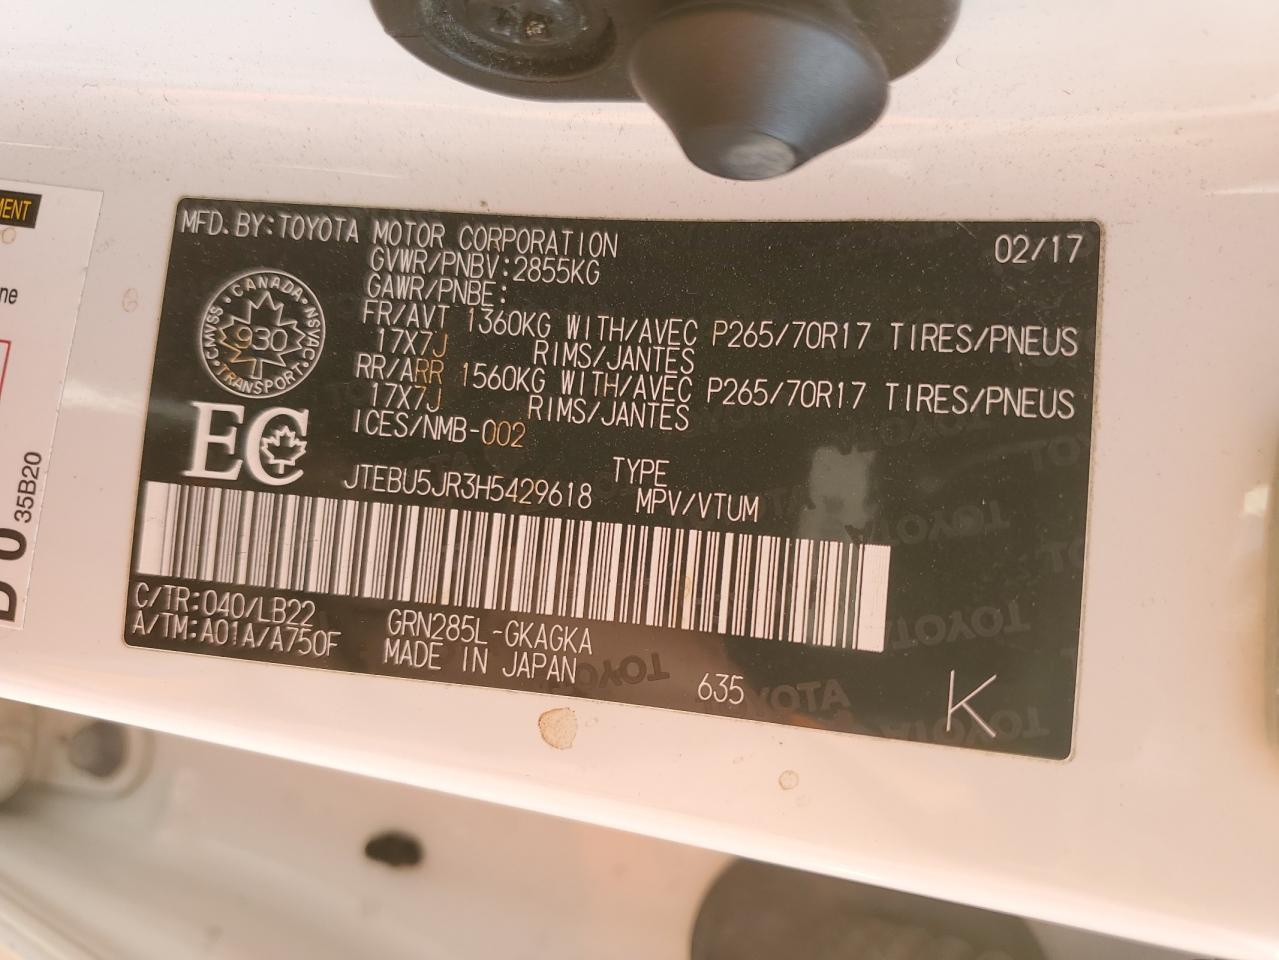 MFD. BY: TOYOTA MOTOR CORPORATION 02/17
GVWR/PNBV: 2855KG
GAWR/PNBE:
FR/AVT 1360KG WITH/AVEC P265/70R17 TIRES/PNEUS
17X7J RIMS/JANTES
RR/ARR 1560KG WITH/AVEC P265/70R17 TIRES/PNEUS
17X7J RIMS/JANTES
ICES/NMB-002
CANADA
CMVSS NSVAC
930
TRANSPORT
EC
TYPE
JTEBU5JR3H5429618 MPV/VTUM
C/TR: 040/LB22 GRN285L-GKAGKA
A/TM: A01A/A750F MADE IN JAPAN
635 K
TOYOTA
35B20